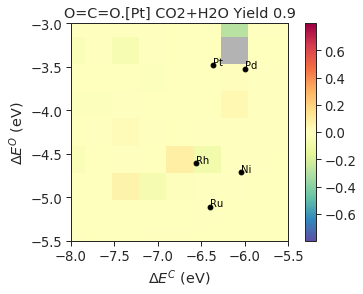 O=C=O.[Pt] CO2+H2O Yield 0.9
−3.0
−3.5
−4.0
−4.5
−5.0
−5.5
ΔE^O (eV)
Pt
Pd
Rh
Ni
Ru
−8.0 −7.5 −7.0 −6.5 −6.0 −5.5
ΔE^C (eV)
0.8
0.6
0.4
0.2
0.0
−0.2
−0.4
−0.6